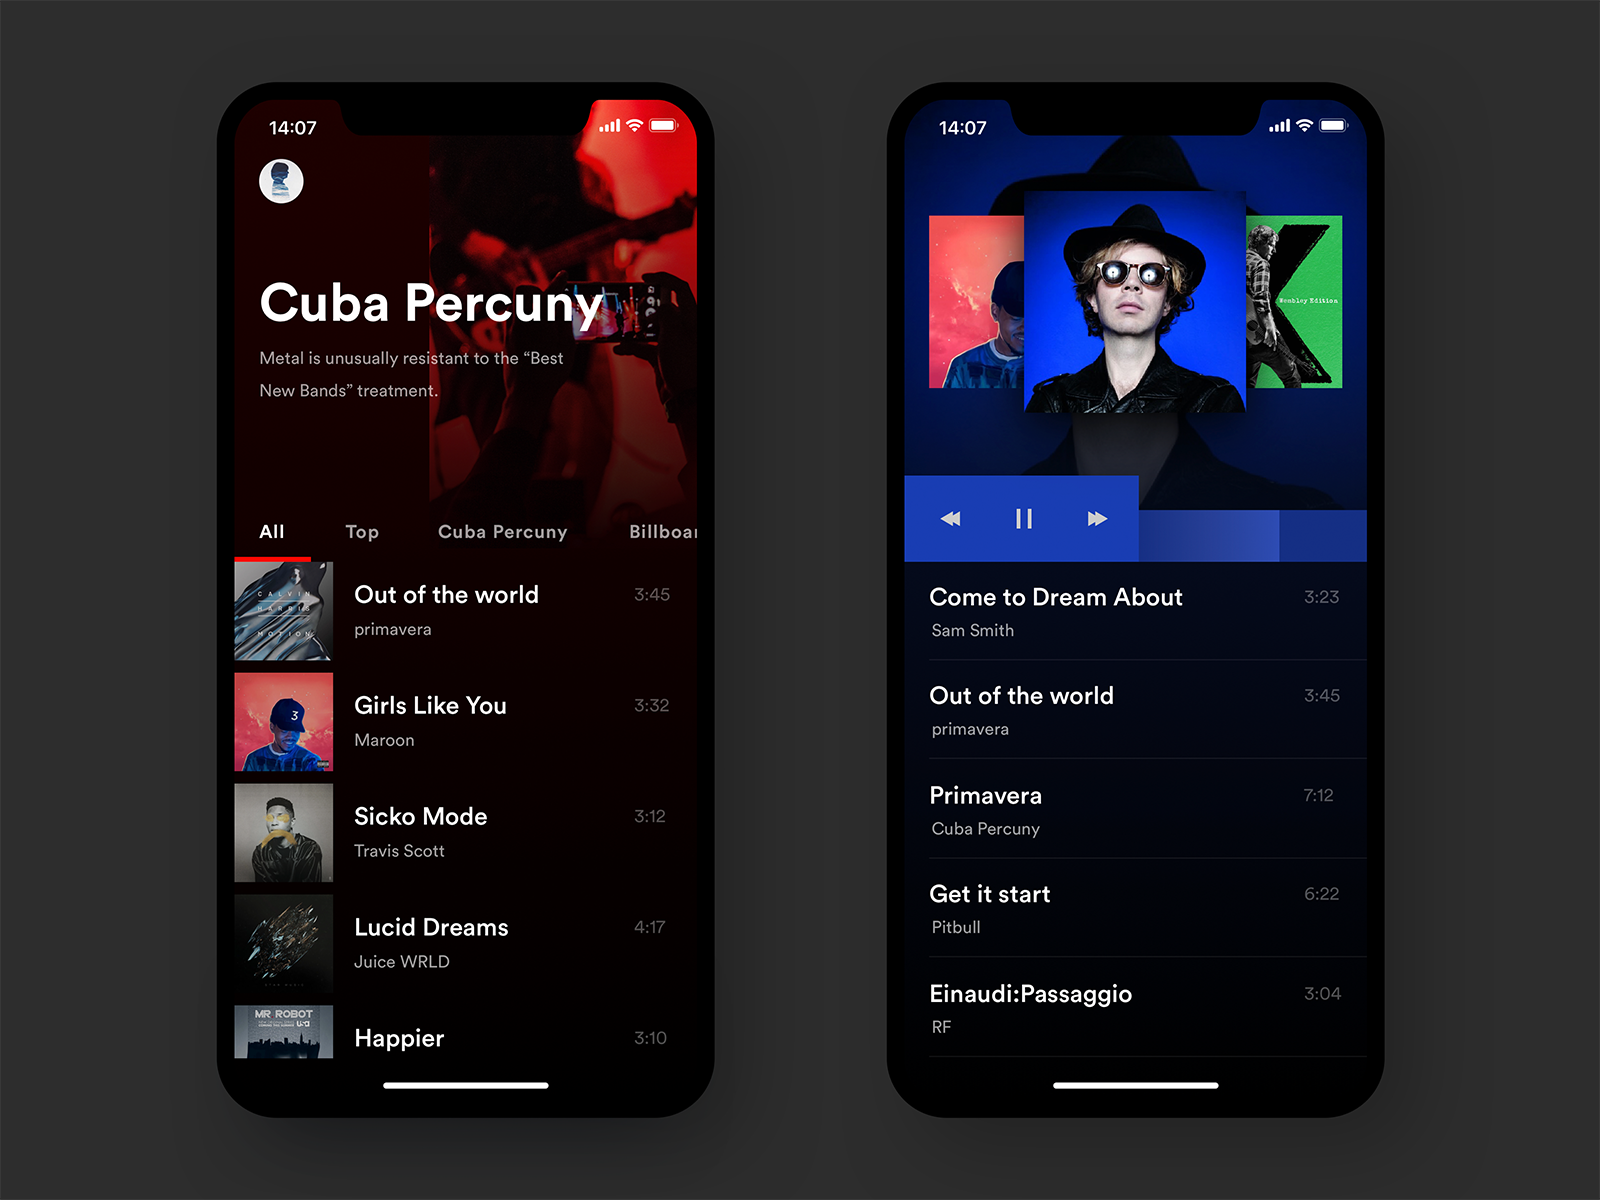 14:07
Cuba Percuny
Metal is unusually resistant to the “Best
New Bands” treatment.
All
Top
Cuba Percuny
Billboar
CALVIN
HARRIS
MOTION
Out of the world
3:45
primavera
3
Girls Like You
3:32
Maroon
Sicko Mode
3:12
Travis Scott
Lucid Dreams
4:17
Juice WRLD
MR ROBOT
usa
Happier
3:10
14:07
Wembley Edition
Come to Dream About
3:23
Sam Smith
Out of the world
3:45
primavera
Primavera
7:12
Cuba Percuny
Get it start
6:22
Pitbull
Einaudi:Passaggio
3:04
RF